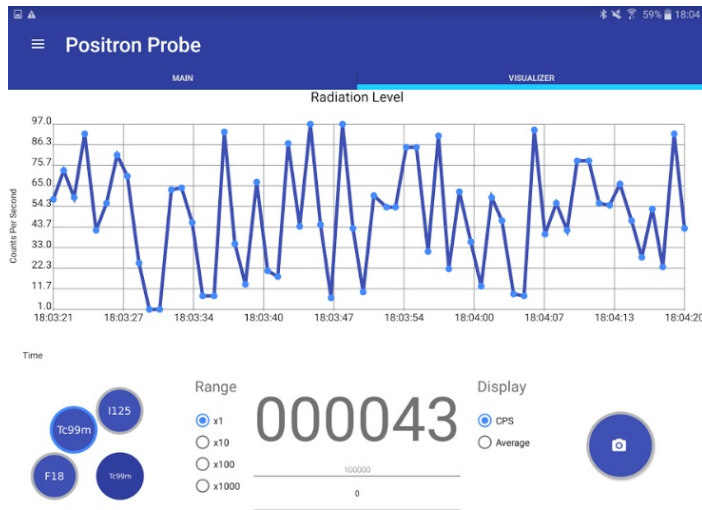 59% 18:04
Positron Probe
MAIN VISUALIZER
Radiation Level
97.0
86.3
75.7
65.0
54.3
43.7
33.0
22.3
11.7
1.0
Counts Per Second
18:03:21 18:03:27 18:03:34 18:03:40 18:03:47 18:03:54 18:04:00 18:04:07 18:04:13 18:04:20
Time
I125
Tc99m
F18
Tc99m
Range
x1
x10
x100
x1000
000043
100000
0
Display
CPS
Average